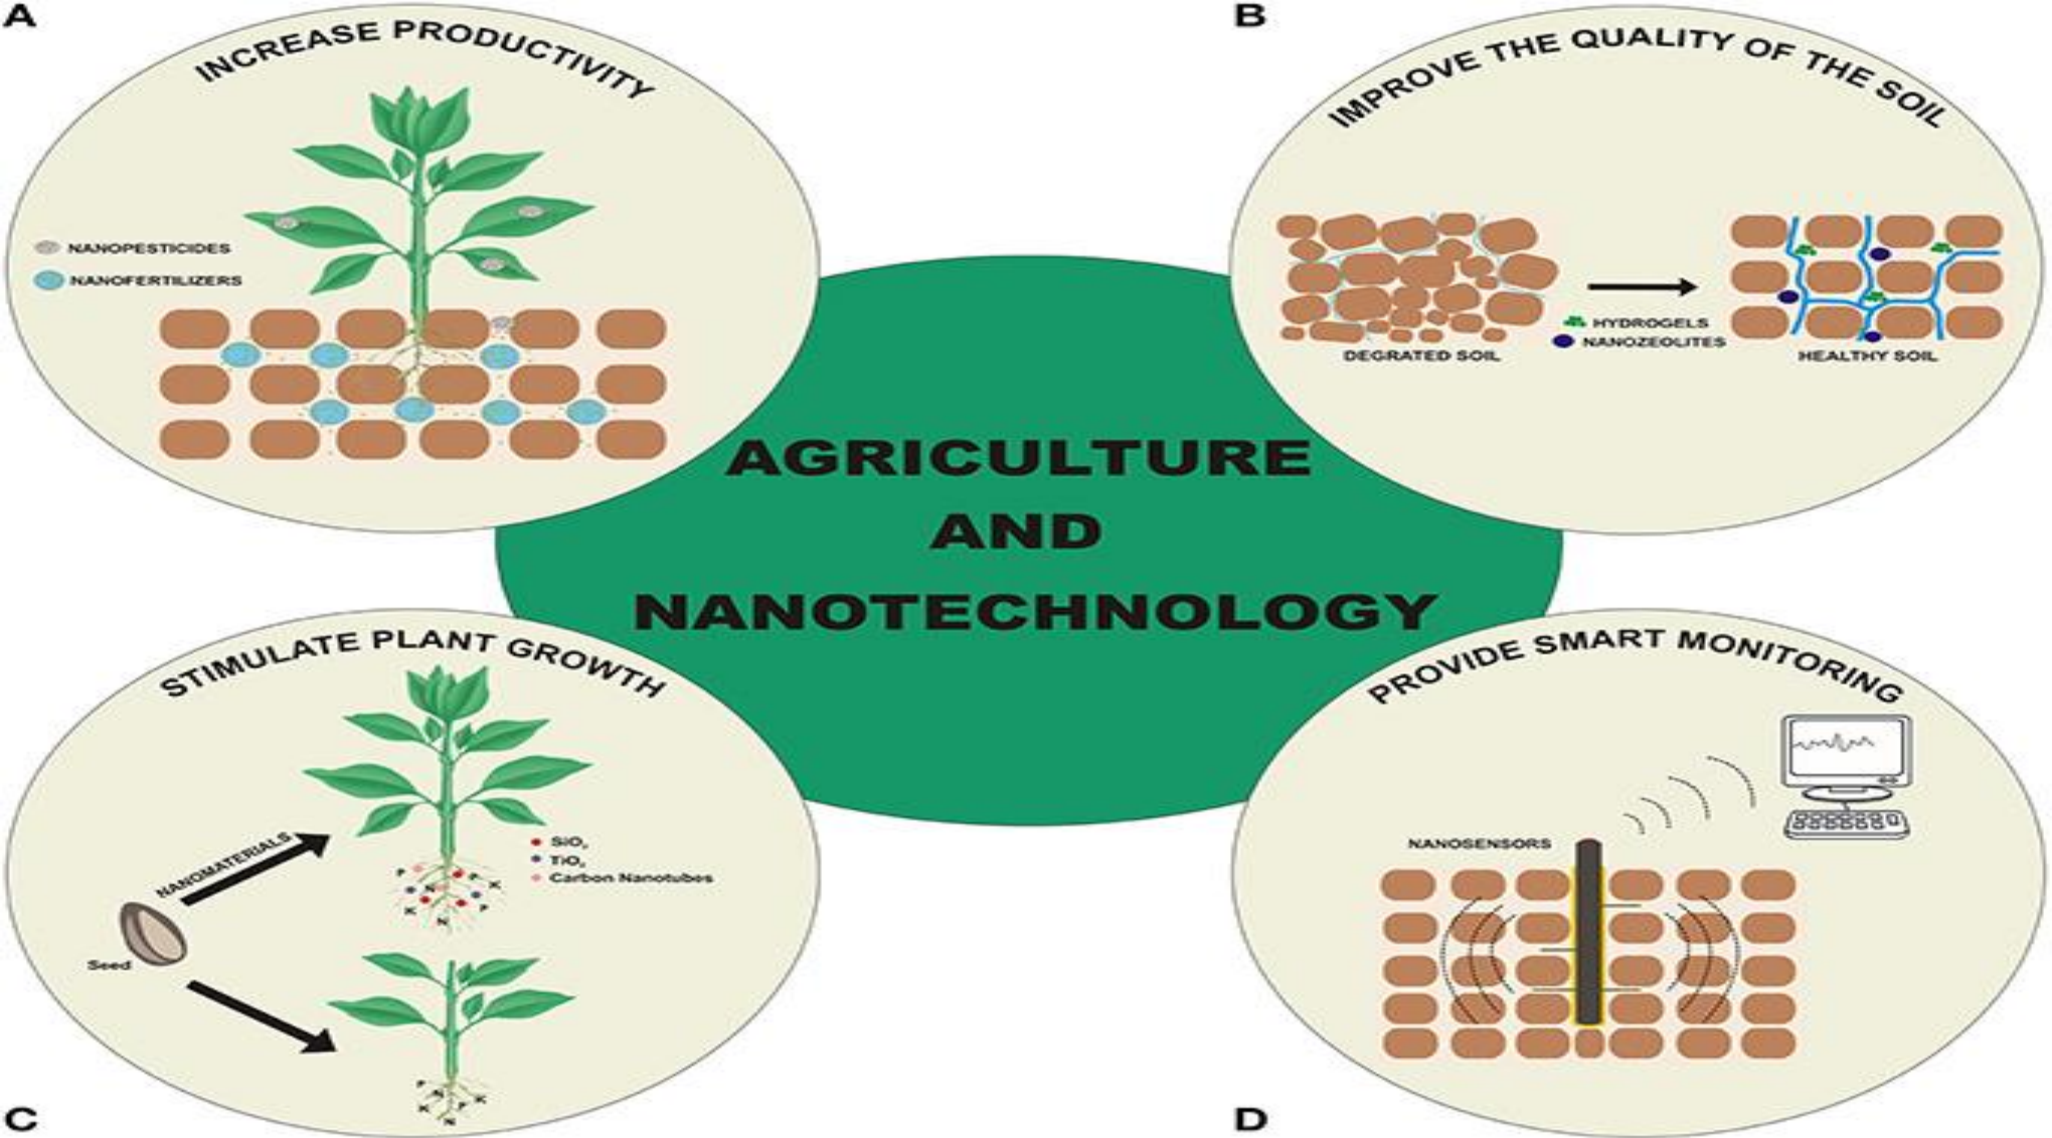 A
INCREASE PRODUCTIVITY
NANOPESTICIDES
NANOFERTILIZERS
B
IMPROVE THE QUALITY OF THE SOIL
DEGRATED SOIL
HYDROGELS
NANOZEOLITES
HEALTHY SOIL
AGRICULTURE
AND
NANOTECHNOLOGY
STIMULATE PLANT GROWTH
NANOMATERIALS
Seed
SiO₂
TiO₂
Carbon Nanotubes
P
P
K
N
K
P
N
P
N
K
K
P
N
C
PROVIDE SMART MONITORING
NANOSENSORS
D